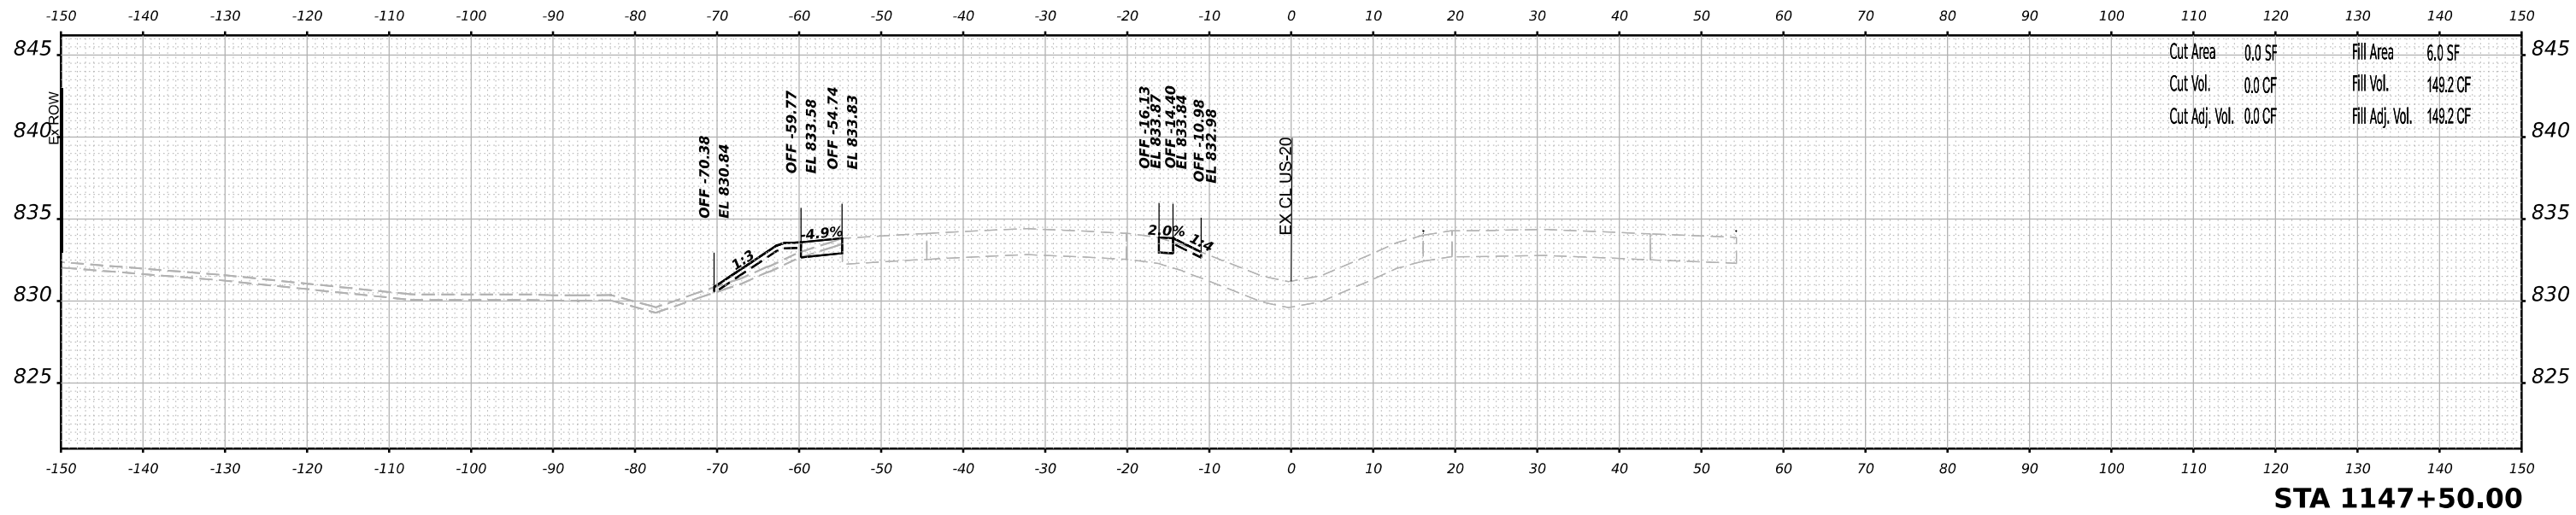 -150 -140 -130 -120 -110 -100 -90 -80 -70 -60 -50 -40 -30 -20 -10 0 10 20 30 40 50 60 70 80 90 100 110 120 130 140 150
845 845
Cut Area 0.0 SF Fill Area 6.0 SF
Cut Vol. 0.0 CF Fill Vol. 149.2 CF
Cut Adj. Vol. 0.0 CF Fill Adj. Vol. 149.2 CF
840 840
EX ROW
OFF -70.38
EL 830.84
OFF -59.77
EL 833.58
OFF -54.74
EL 833.83
OFF -16.13
EL 833.87
OFF -14.40
EL 833.84
OFF -10.98
EL 832.98
EX CL US-20
835 835
1:3
-4.9%
2.0%
1:4
830 830
825 825
-150 -140 -130 -120 -110 -100 -90 -80 -70 -60 -50 -40 -30 -20 -10 0 10 20 30 40 50 60 70 80 90 100 110 120 130 140 150
STA 1147+50.00